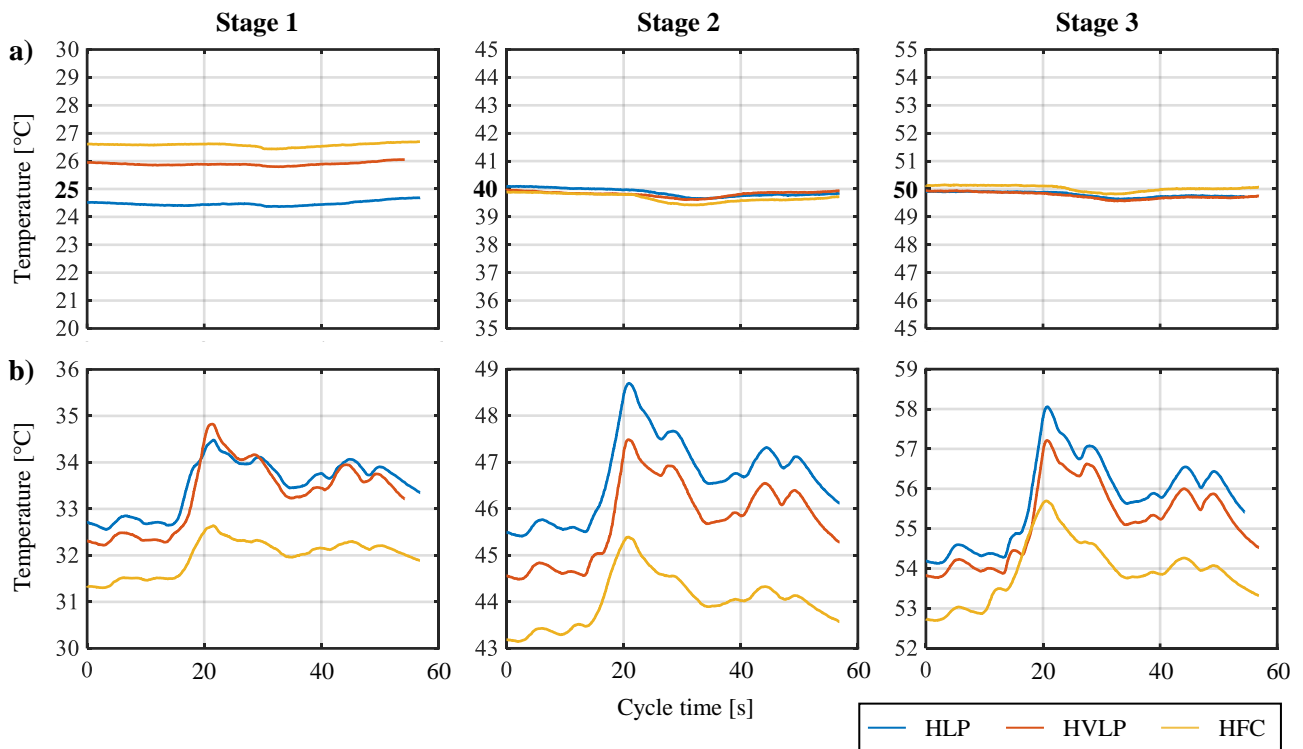 Stage 1 Stage 2 Stage 3
a)
Temperature [°C]
30 29 28 27 26 25 24 23 22 21 20
45 44 43 42 41 40 39 38 37 36 35
55 54 53 52 51 50 49 48 47 46 45
b)
Temperature [°C]
36 35 34 33 32 31 30
49 48 47 46 45 44 43
59 58 57 56 55 54 53 52
0 20 40 60 0 20 40 60 0 20 40 60
Cycle time [s]
HLP HVLP HFC